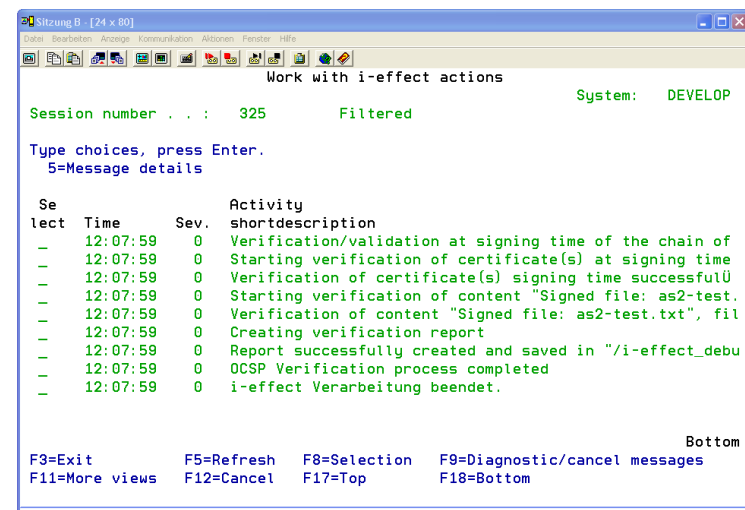 Sitzung B - [24 x 80]
Datei Bearbeiten Anzeige Kommunikation Aktionen Fenster Hilfe
Work with i-effect actions
System: DEVELOP
Session number . . : 325 Filtered
Type choices, press Enter.
5=Message details
Se Activity
lect Time Sev. shortdescription
_ 12:07:59 0 Verification/validation at signing time of the chain of
_ 12:07:59 0 Starting verification of certificate(s) at signing time
_ 12:07:59 0 Verification of certificate(s) signing time successfulÜ
_ 12:07:59 0 Starting verification of content "Signed file: as2-test.
_ 12:07:59 0 Verification of content "Signed file: as2-test.txt", fil
_ 12:07:59 0 Creating verification report
_ 12:07:59 0 Report successfully created and saved in "/i-effect_debu
_ 12:07:59 0 OCSP Verification process completed
_ 12:07:59 0 i-effect Verarbeitung beendet.
Bottom
F3=Exit F5=Refresh F8=Selection F9=Diagnostic/cancel messages
F11=More views F12=Cancel F17=Top F18=Bottom